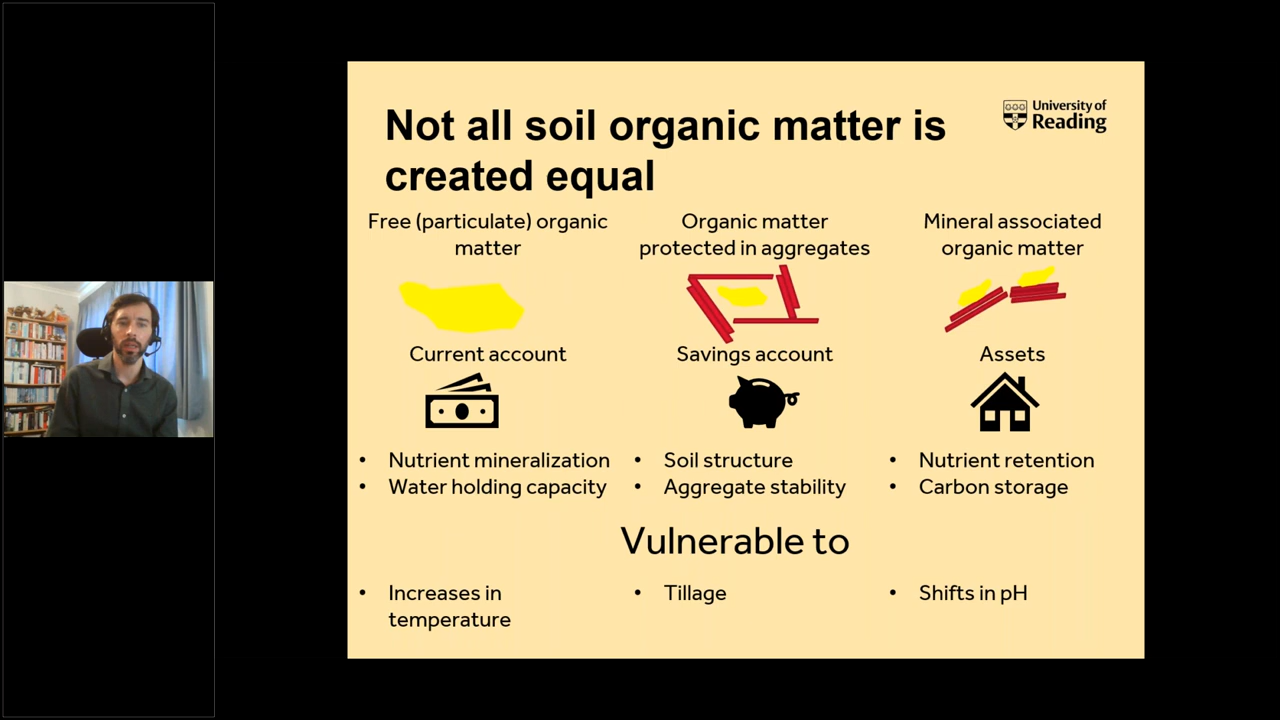 Not all soil organic matter is
created equal
University of
Reading
Free (particulate) organic
matter
Organic matter
protected in aggregates
Mineral associated
organic matter
Current account
Savings account
Assets
• Nutrient mineralization
• Water holding capacity
• Soil structure
• Aggregate stability
• Nutrient retention
• Carbon storage
Vulnerable to
• Increases in
temperature
• Tillage
• Shifts in pH